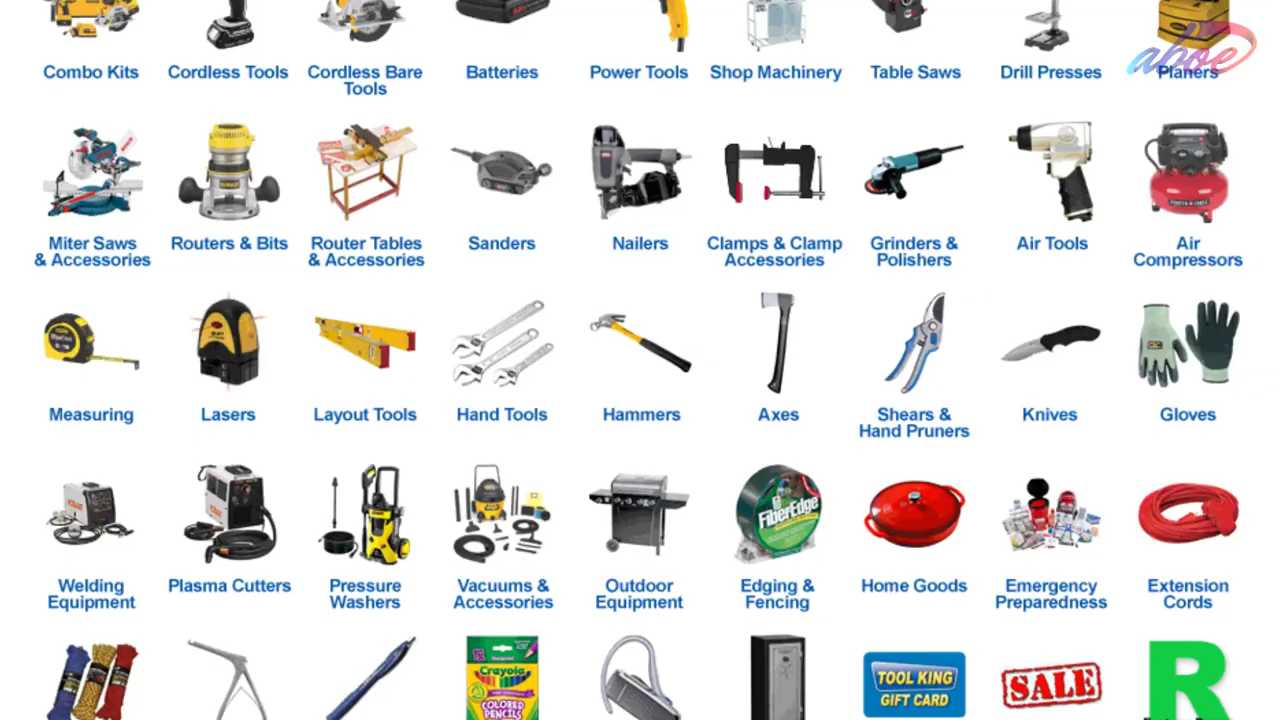 aboe
Combo Kits
Cordless Tools
Cordless Bare
Tools
Batteries
Power Tools
Shop Machinery
Table Saws
Drill Presses
Planers
Miter Saws
& Accessories
Routers & Bits
Router Tables
& Accessories
Sanders
Nailers
Clamps & Clamp
Accessories
Grinders &
Polishers
Air Tools
Air
Compressors
Measuring
Lasers
Layout Tools
Hand Tools
Hammers
Axes
Shears &
Hand Pruners
Knives
Gloves
FiberEdge
Welding
Equipment
Plasma Cutters
Pressure
Washers
Vacuums &
Accessories
Outdoor
Equipment
Edging &
Fencing
Home Goods
Emergency
Preparedness
Extension
Cords
Crayola
COLORED
PENCILS
TOOL KING
GIFT CARD
SALE
R